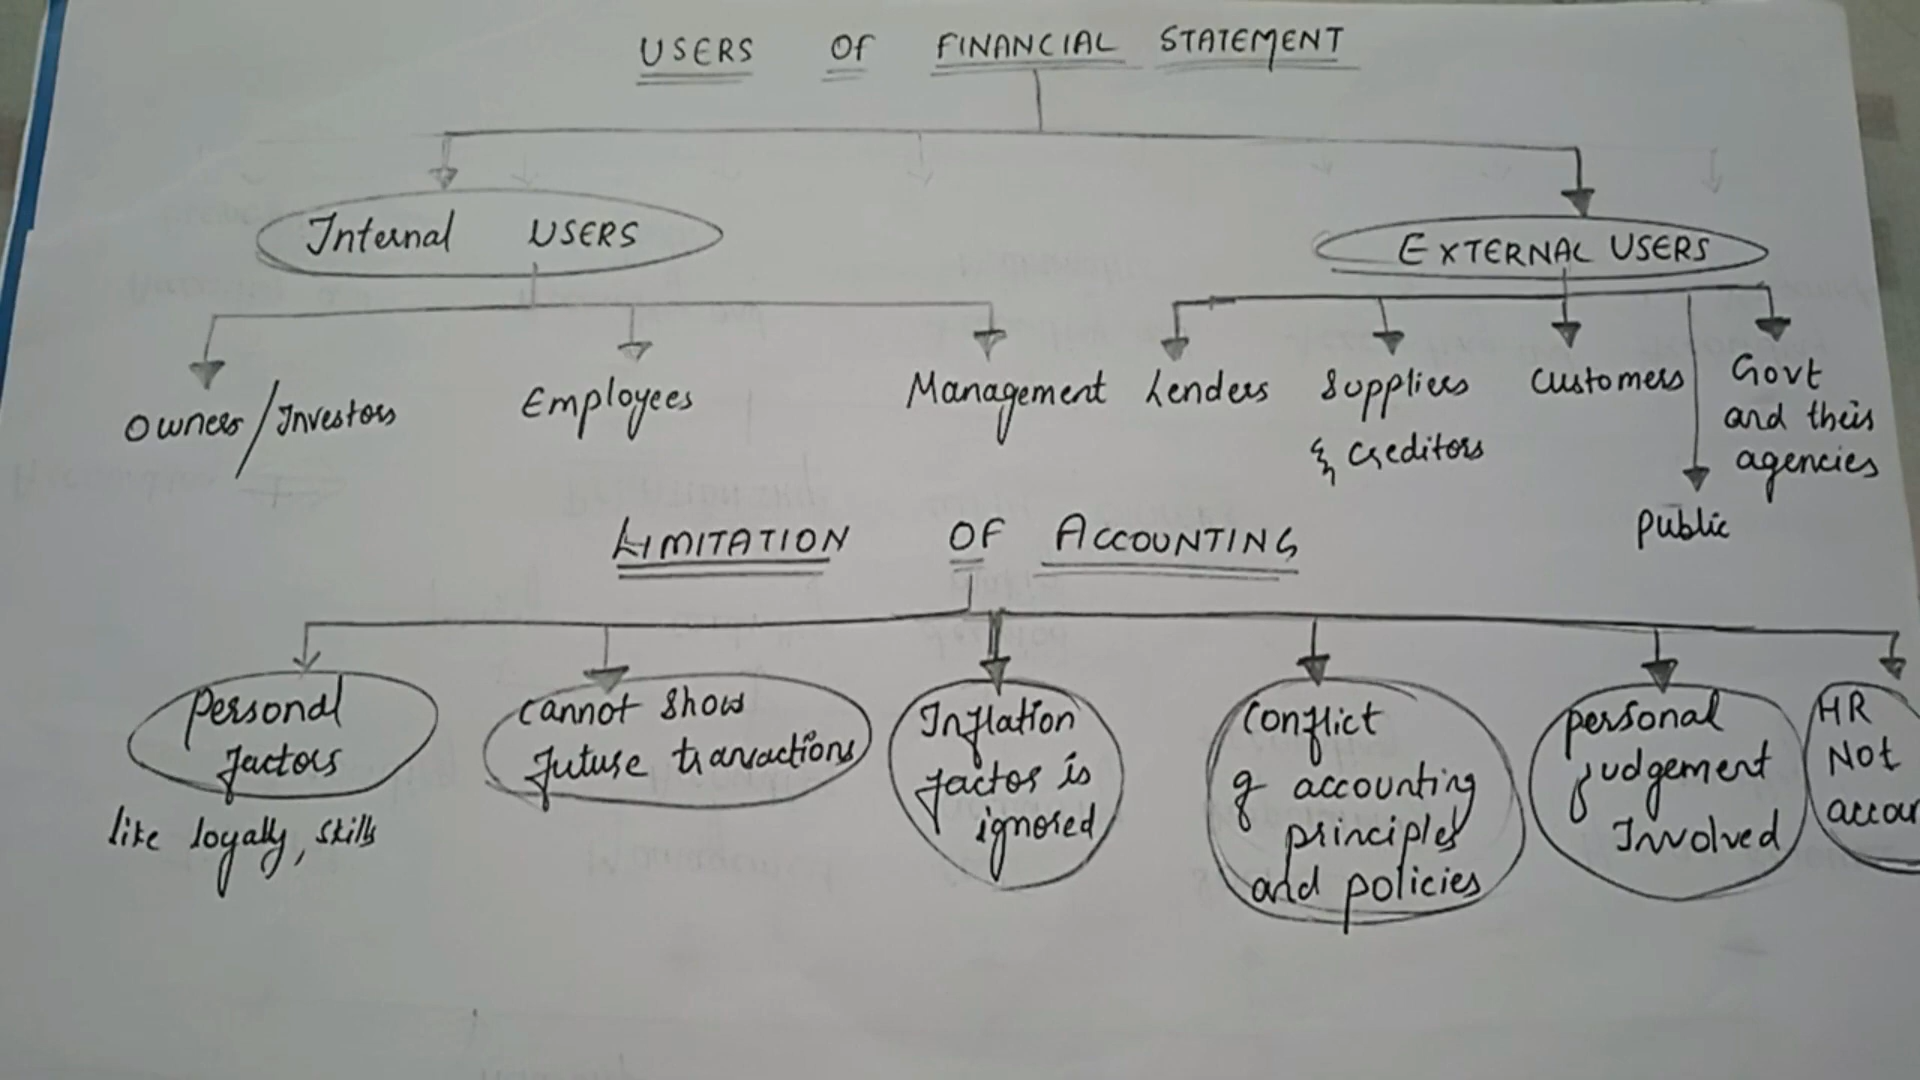 USERS OF FINANCIAL STATEMENT
Internal USERS
EXTERNAL USERS
Owners/Investors
Employees
Management
Lenders
Suppliers
& creditors
customers
Govt
and their
agencies
Public
LIMITATION OF ACCOUNTING
Personal
factors
like loyally, skills
cannot show
future transactions
Inflation
factor is
ignored
Conflict
of accounting
principles
and policies
personal
judgement
Involved
HR
Not